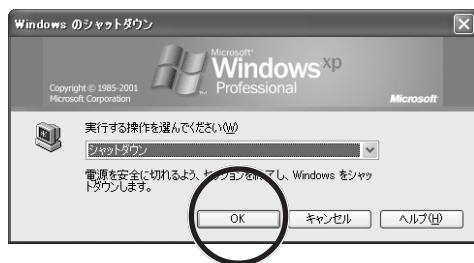 Windows のシャットダウン
Microsoft
Windows xp
Professional
Copyright © 1985-2001
Microsoft Corporation
Microsoft
実行する操作を選んでください(W)
シャットダウン
電源を安全に切れるよう、セッションを終了し、Windows をシャッ
トダウンします。
OK キャンセル ヘルプ(H)